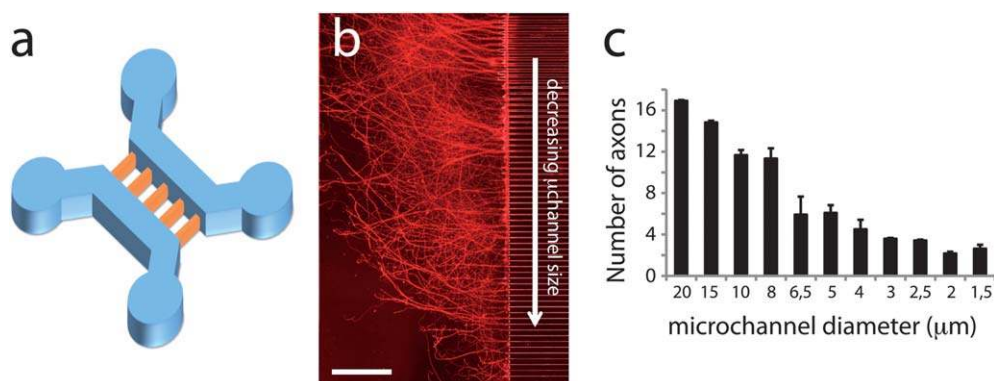 a
b
decreasing µchannel size
c
Number of axons
16
12
8
4
0
20 15 10 8 6,5 5 4 3 2,5 2 1,5
microchannel diameter (µm)